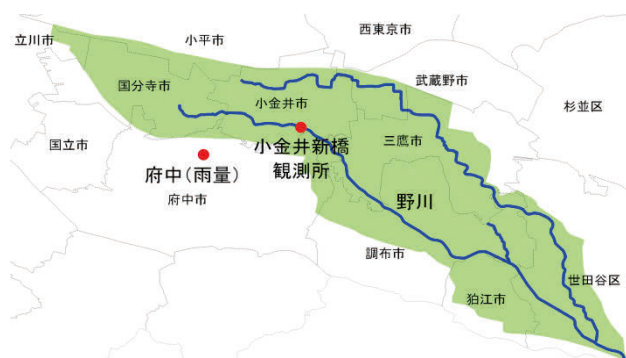 西東京市
小平市
立川市
武蔵野市
国分寺市
杉並区
小金井市
三鷹市
国立市
小金井新橋
観測所
府中(雨量)
府中市
野川
調布市
世田谷区
狛江市